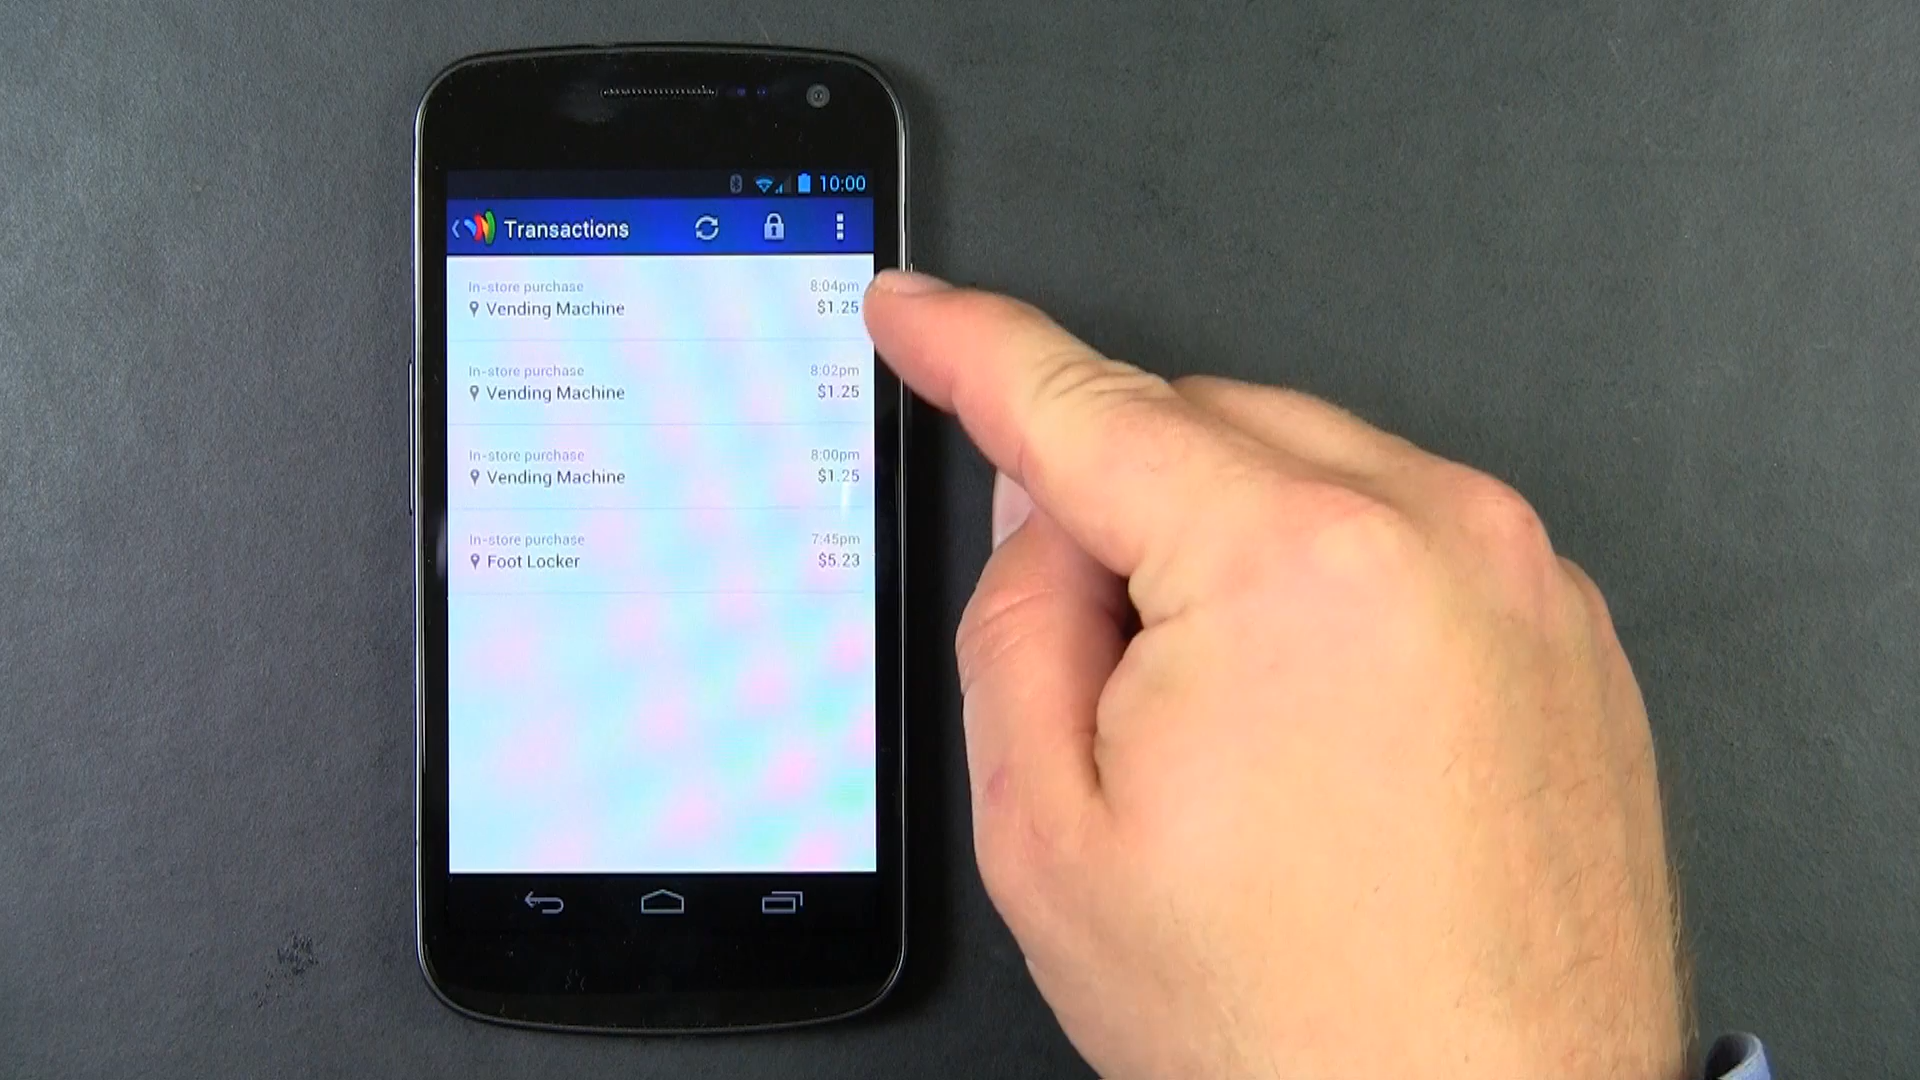 10:00
Transactions
In-store purchase 8:04pm
Vending Machine $1.25
In-store purchase 8:02pm
Vending Machine $1.25
In-store purchase 8:00pm
Vending Machine $1.25
In-store purchase 7:45pm
Foot Locker $5.23